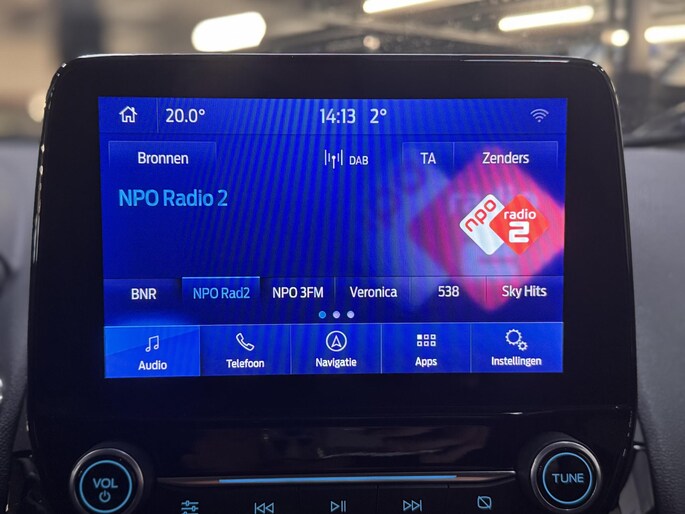 20.0° 14:13 2°
Bronnen DAB TA Zenders
NPO Radio 2
npo radio 2
BNR NPO Rad2 NPO 3FM Veronica 538 Sky Hits
Audio Telefoon Navigatie Apps Instellingen
VOL TUNE